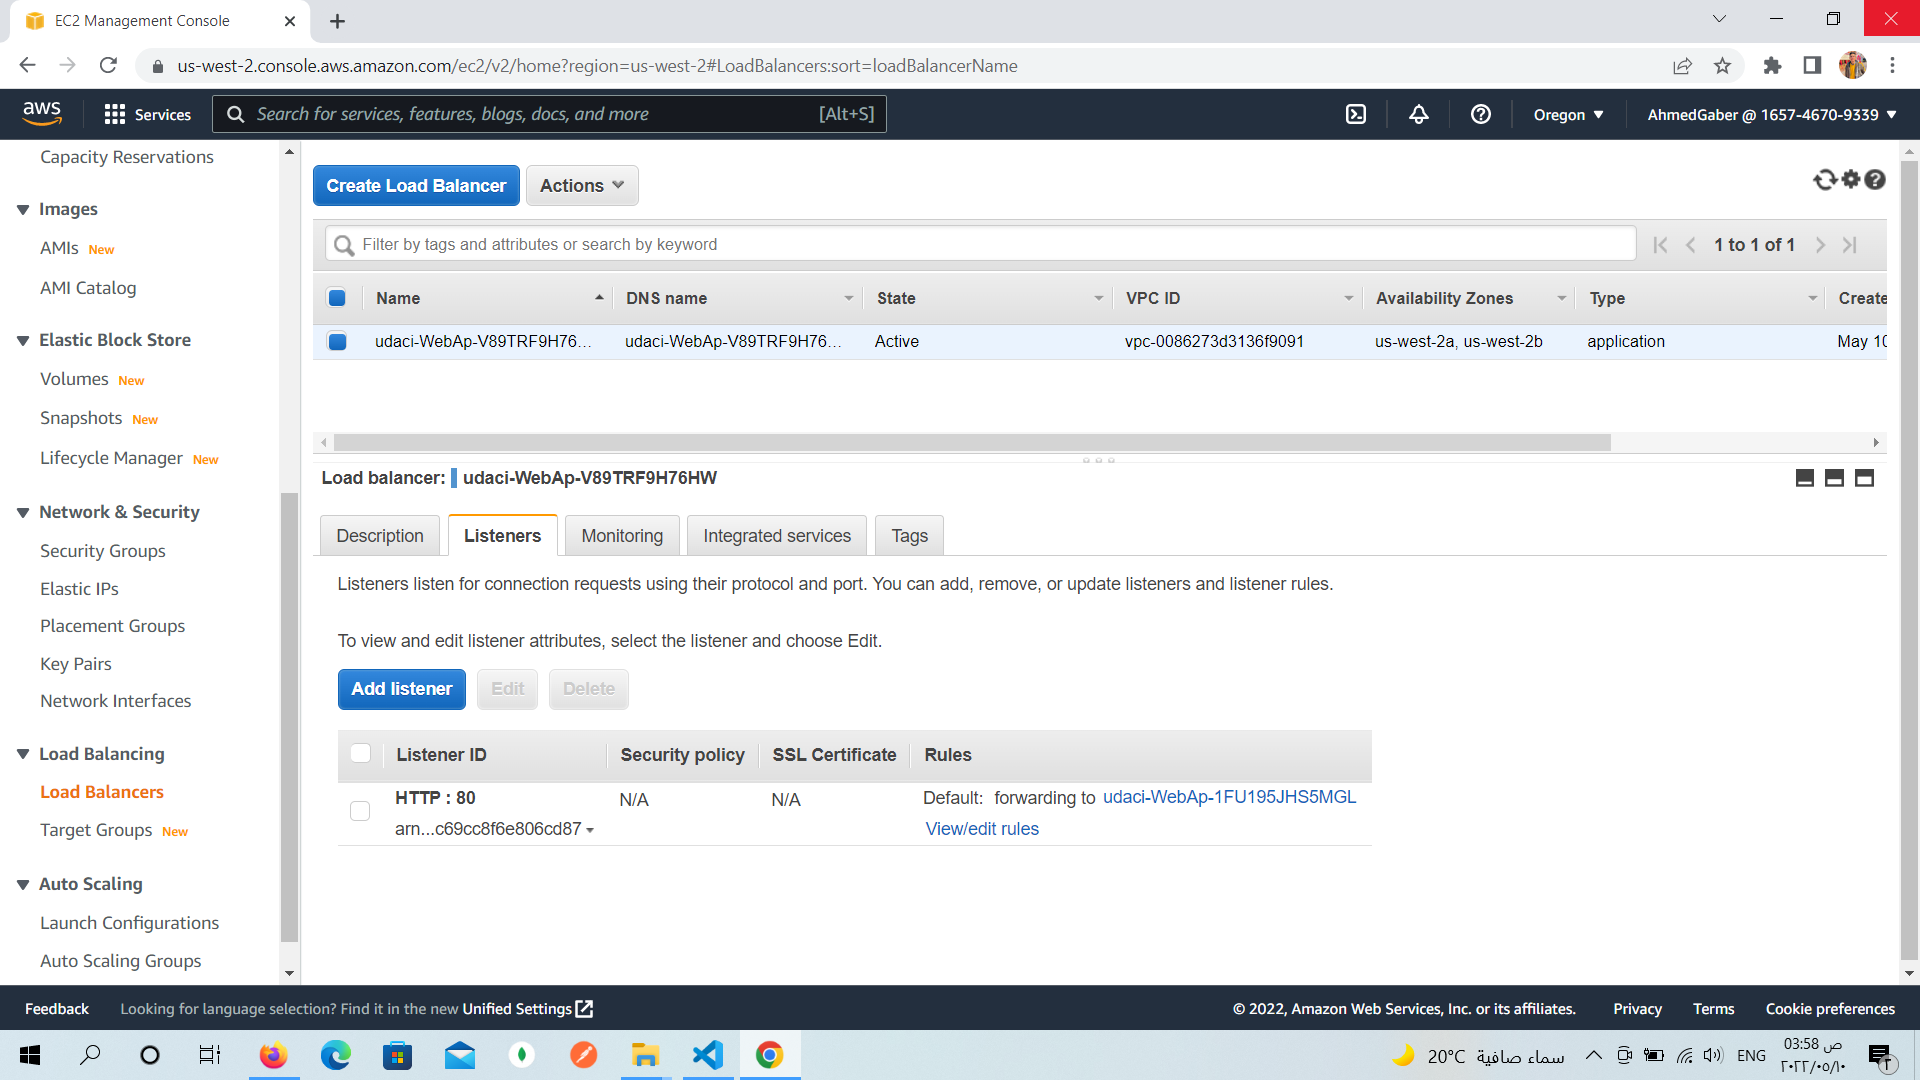 EC2 Management Console
us-west-2.console.aws.amazon.com/ec2/v2/home?region=us-west-2#LoadBalancers:sort=loadBalancerName
aws
Services
Search for services, features, blogs, docs, and more
[Alt+S]
Oregon
AhmedGaber @ 1657-4670-9339
Capacity Reservations
Images
AMIs New
AMI Catalog
Elastic Block Store
Volumes New
Snapshots New
Lifecycle Manager New
Network & Security
Security Groups
Elastic IPs
Placement Groups
Key Pairs
Network Interfaces
Load Balancing
Load Balancers
Target Groups New
Auto Scaling
Launch Configurations
Auto Scaling Groups
Create Load Balancer
Actions
Filter by tags and attributes or search by keyword
1 to 1 of 1
Name DNS name State VPC ID Availability Zones Type Create
udaci-WebAp-V89TRF9H76... udaci-WebAp-V89TRF9H76... Active vpc-0086273d3136f9091 us-west-2a, us-west-2b application May 10
Load balancer: udaci-WebAp-V89TRF9H76HW
Description Listeners Monitoring Integrated services Tags
Listeners listen for connection requests using their protocol and port. You can add, remove, or update listeners and listener rules.
To view and edit listener attributes, select the listener and choose Edit.
Add listener Edit Delete
Listener ID Security policy SSL Certificate Rules
HTTP : 80 N/A N/A Default: forwarding to udaci-WebAp-1FU195JHS5MGL
arn...c69cc8f6e806cd87 View/edit rules
Feedback Looking for language selection? Find it in the new Unified Settings
© 2022, Amazon Web Services, Inc. or its affiliates. Privacy Terms Cookie preferences
20°C سماء صافية
ENG
03:58 ص
٢٠٢٢/٠٥/١٠
٢